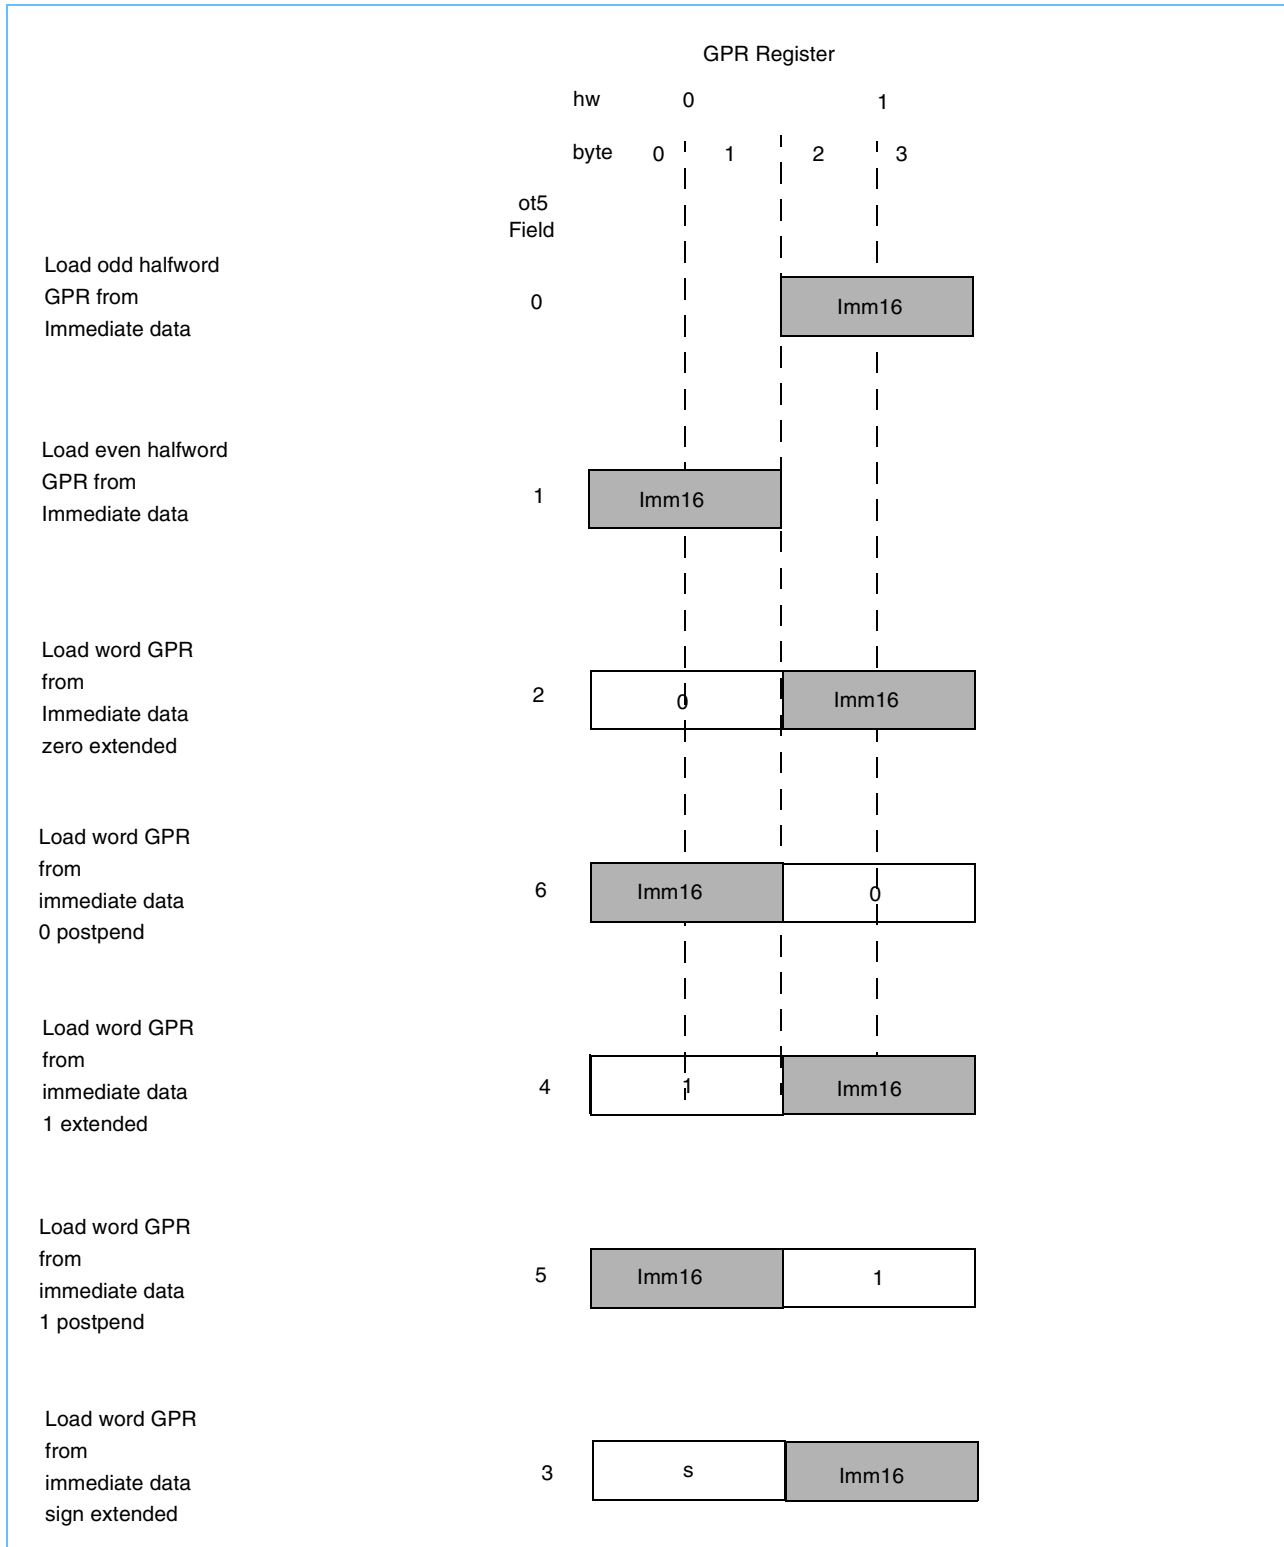 GPR Register
hw 0 1
byte 0 1 2 3
ot5
Field
Load odd halfword
GPR from
Immediate data
0
Imm16
Load even halfword
GPR from
Immediate data
1
Imm16
Load word GPR
from
Immediate data
zero extended
2
0
Imm16
Load word GPR
from
immediate data
0 postpend
6
Imm16
0
Load word GPR
from
immediate data
1 extended
4
1
Imm16
Load word GPR
from
immediate data
1 postpend
5
Imm16
1
Load word GPR
from
immediate data
sign extended
3
s
Imm16